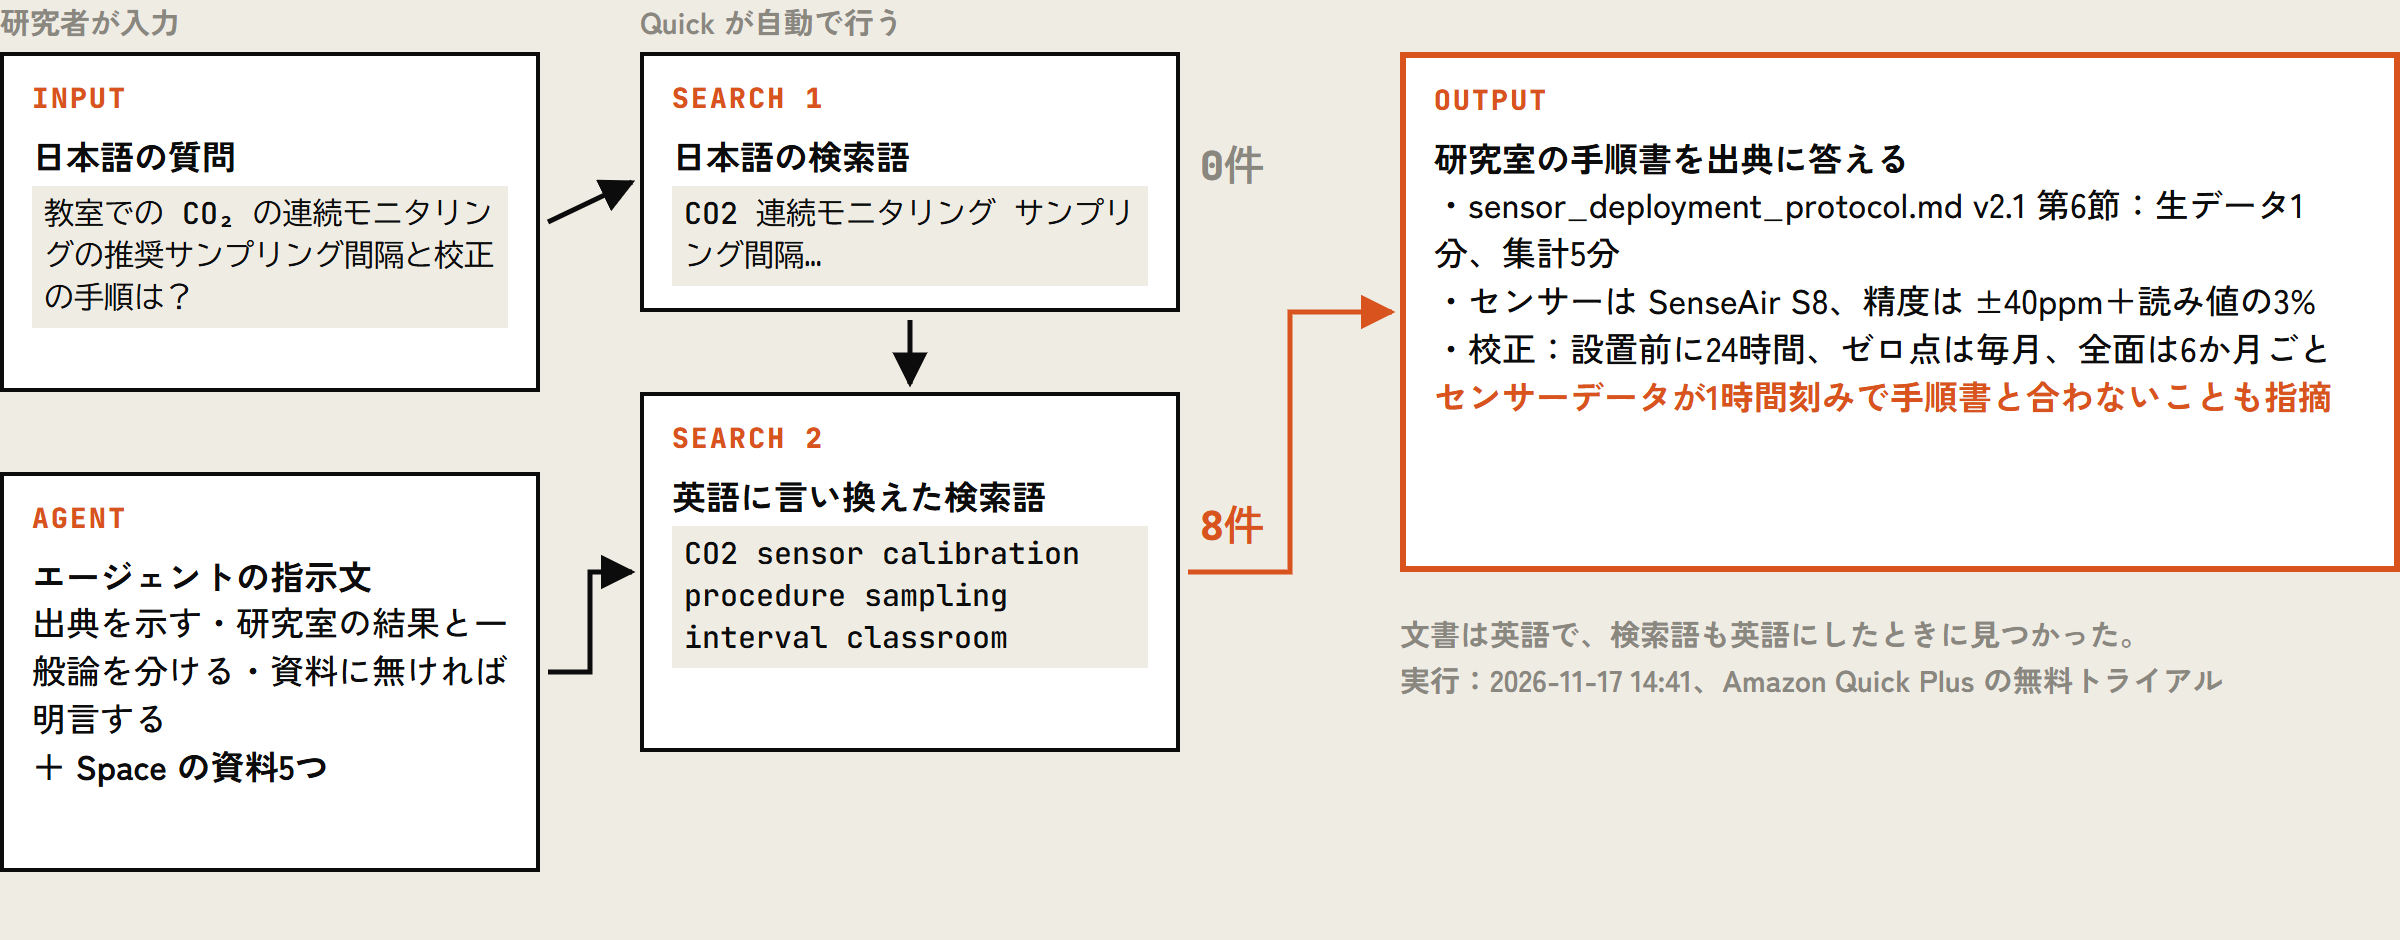 研究者が入力
INPUT
日本語の質問
教室での CO₂ の連続モニタリン
グの推奨サンプリング間隔と校正
の手順は？
AGENT
エージェントの指示文
出典を示す・研究室の結果と一
般論を分ける・資料に無ければ
明言する
＋ Space の資料5つ
Quick が自動で行う
SEARCH 1
日本語の検索語
CO2 連続モニタリング サンプリ
ング間隔…
0件
SEARCH 2
英語に言い換えた検索語
CO2 sensor calibration
procedure sampling
interval classroom
8件
OUTPUT
研究室の手順書を出典に答える
・sensor_deployment_protocol.md v2.1 第6節：生データ1
分、集計5分
・センサーは SenseAir S8、精度は ±40ppm＋読み値の3%
・校正：設置前に24時間、ゼロ点は毎月、全面は6か月ごと
センサーデータが1時間刻みで手順書と合わないことも指摘
文書は英語で、検索語も英語にしたときに見つかった。
実行：2026-11-17 14:41、Amazon Quick Plus の無料トライアル